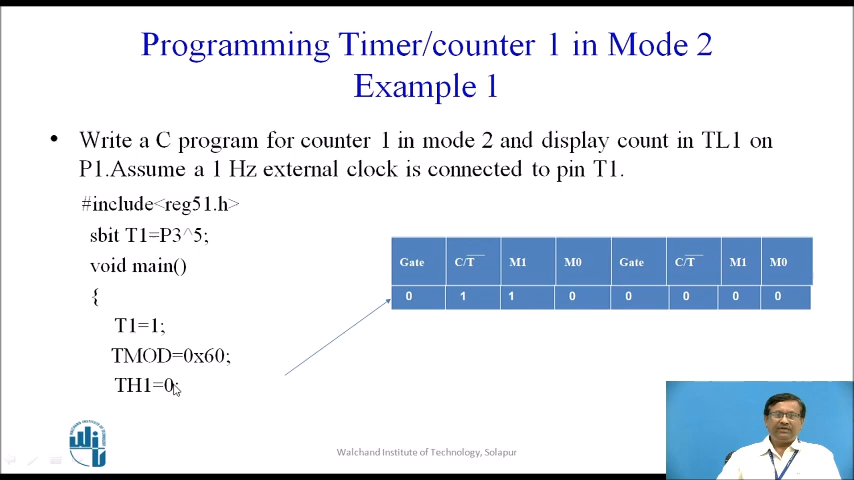 Programming Timer/counter 1 in Mode 2
Example 1
• Write a C program for counter 1 in mode 2 and display count in TL1 on
P1.Assume a 1 Hz external clock is connected to pin T1.
#include<reg51.h>
sbit T1=P3^5;
void main()
{
T1=1;
TMOD=0x60;
TH1=0;
Gate C/T̅ M1 M0 Gate C/T̅ M1 M0
0 1 1 0 0 0 0 0
Walchand Institute of Technology, Solapur